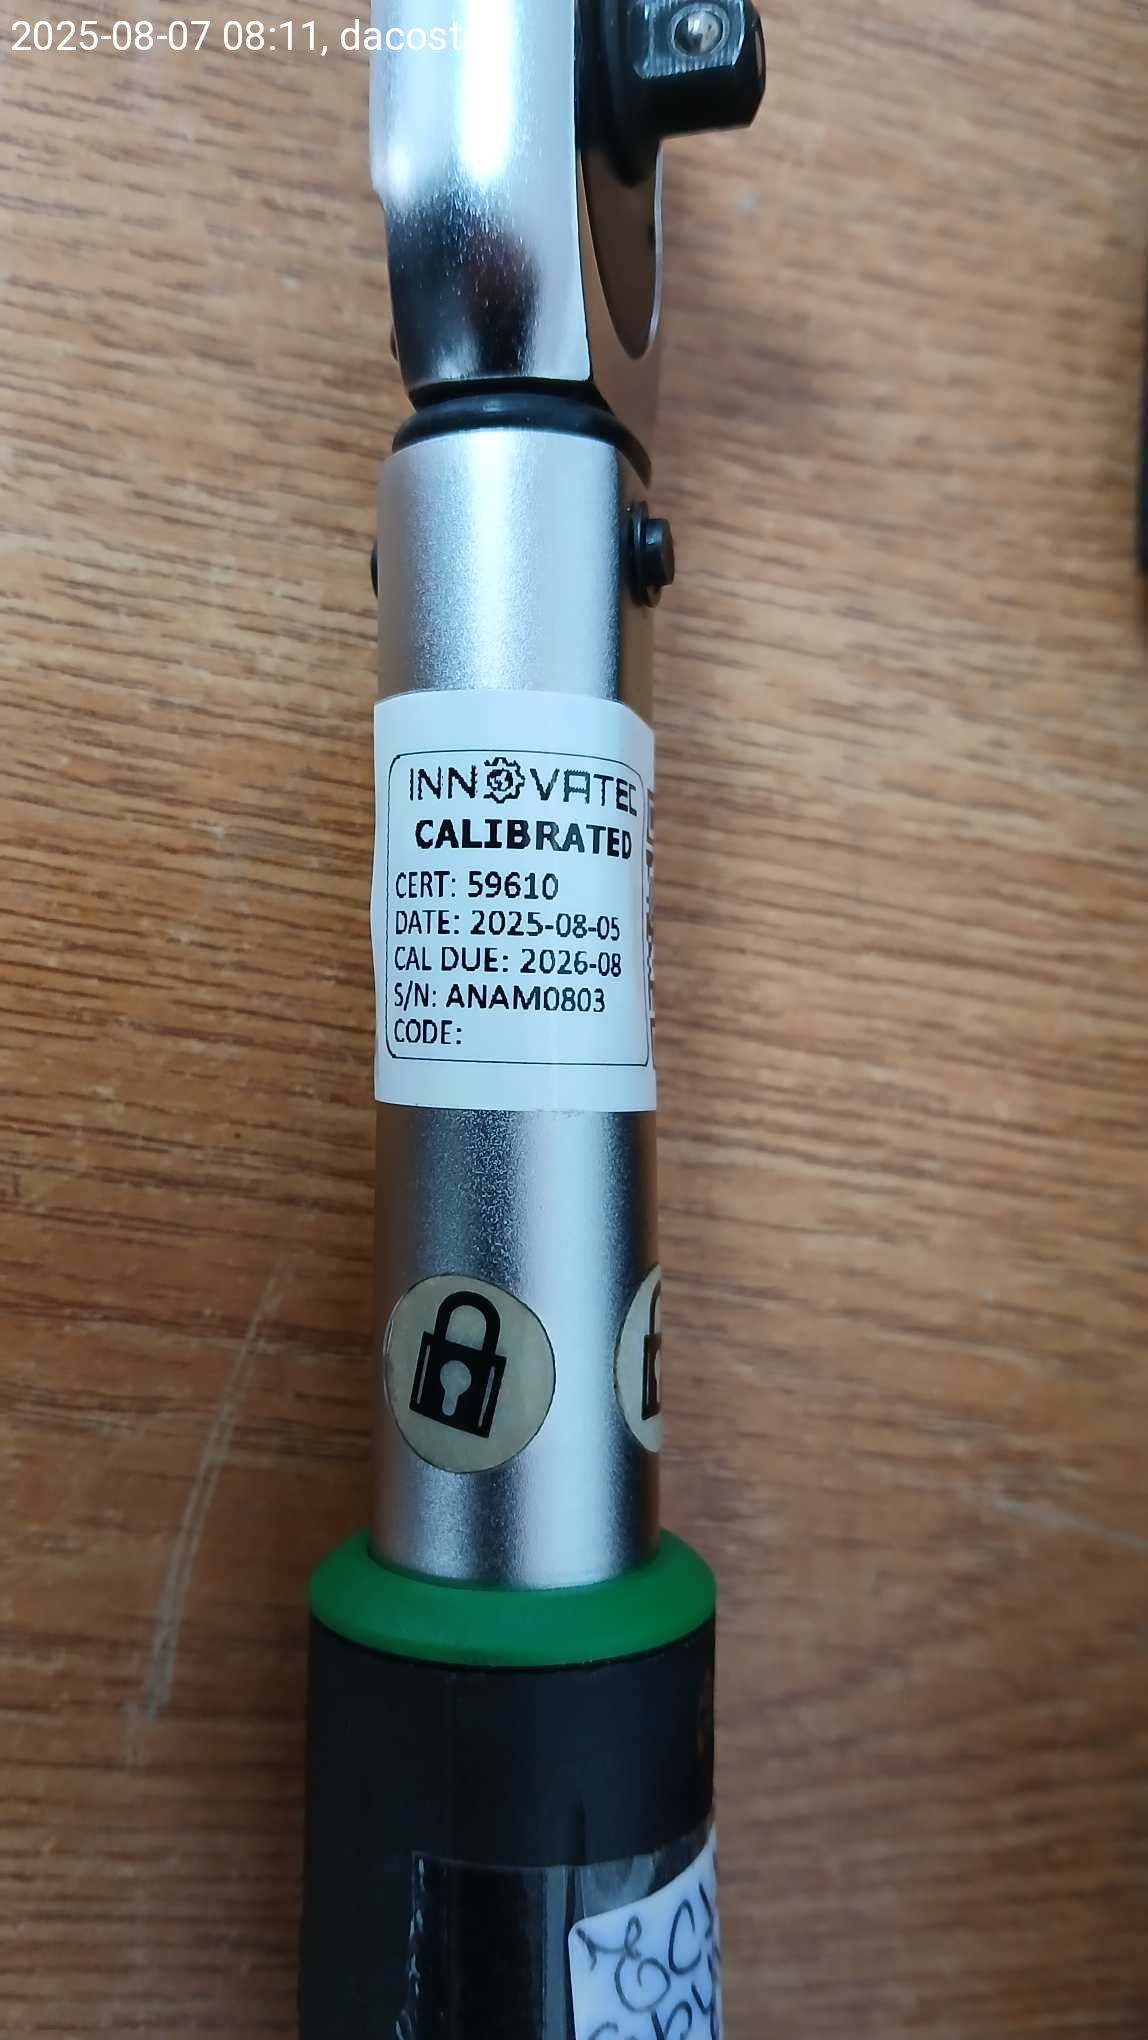 2025-08-07 08:11, dacosta
INNOVATEC
CALIBRATED
CERT: 59610
DATE: 2025-08-05
CAL DUE: 2026-08
S/N: ANAM0803
CODE: